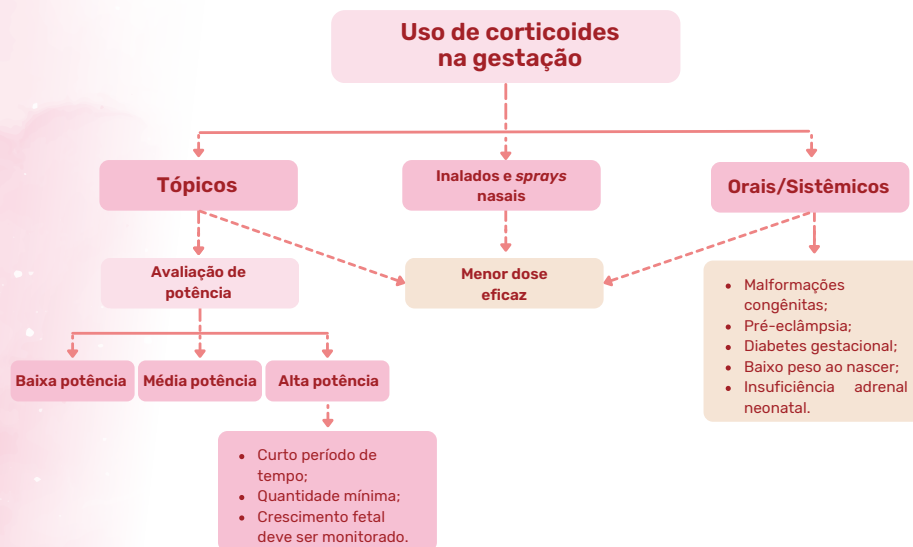 Uso de corticoides
na gestação
Tópicos
Inalados e sprays
nasais
Orais/Sistêmicos
Avaliação de
potência
Menor dose
eficaz
• Malformações
congênitas;
• Pré-eclâmpsia;
• Diabetes gestacional;
• Baixo peso ao nascer;
• Insuficiência adrenal
neonatal.
Baixa potência
Média potência
Alta potência
• Curto período de
tempo;
• Quantidade mínima;
• Crescimento fetal
deve ser monitorado.